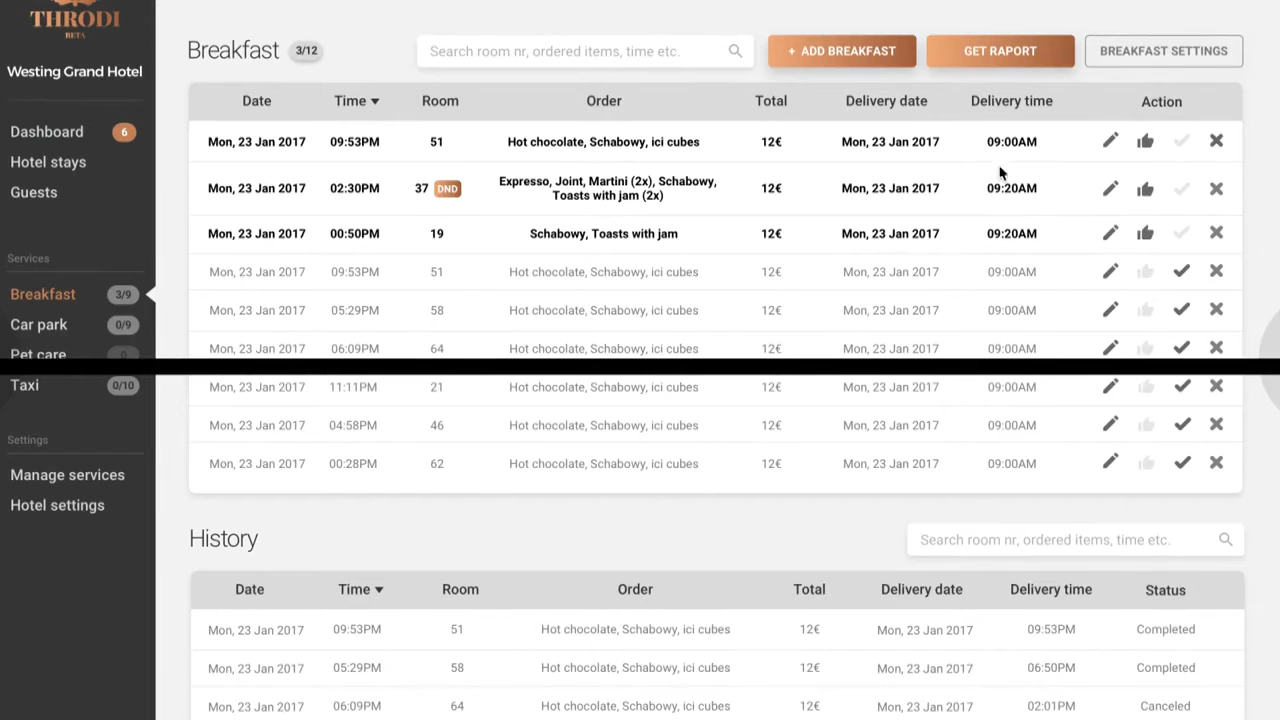 THRODI
BETA
Westing Grand Hotel
Dashboard 6
Hotel stays
Guests
Services
Breakfast 3/9
Car park 0/9
Pet care 0
Taxi 0/10
Settings
Manage services
Hotel settings
Breakfast 3/12
Search room nr, ordered items, time etc.
+ ADD BREAKFAST
GET RAPORT
BREAKFAST SETTINGS
Date Time Room Order Total Delivery date Delivery time Action
Mon, 23 Jan 2017 09:53PM 51 Hot chocolate, Schabowy, ici cubes 12€ Mon, 23 Jan 2017 09:00AM
Mon, 23 Jan 2017 02:30PM 37 DND Expresso, Joint, Martini (2x), Schabowy, 12€ Mon, 23 Jan 2017 09:20AM
Toasts with jam (2x)
Mon, 23 Jan 2017 00:50PM 19 Schabowy, Toasts with jam 12€ Mon, 23 Jan 2017 09:20AM
Mon, 23 Jan 2017 09:53PM 51 Hot chocolate, Schabowy, ici cubes 12€ Mon, 23 Jan 2017 09:00AM
Mon, 23 Jan 2017 05:29PM 58 Hot chocolate, Schabowy, ici cubes 12€ Mon, 23 Jan 2017 09:00AM
Mon, 23 Jan 2017 06:09PM 64 Hot chocolate, Schabowy, ici cubes 12€ Mon, 23 Jan 2017 09:00AM
Mon, 23 Jan 2017 11:11PM 21 Hot chocolate, Schabowy, ici cubes 12€ Mon, 23 Jan 2017 09:00AM
Mon, 23 Jan 2017 04:58PM 46 Hot chocolate, Schabowy, ici cubes 12€ Mon, 23 Jan 2017 09:00AM
Mon, 23 Jan 2017 00:28PM 62 Hot chocolate, Schabowy, ici cubes 12€ Mon, 23 Jan 2017 09:00AM
History
Search room nr, ordered items, time etc.
Date Time Room Order Total Delivery date Delivery time Status
Mon, 23 Jan 2017 09:53PM 51 Hot chocolate, Schabowy, ici cubes 12€ Mon, 23 Jan 2017 09:53PM Completed
Mon, 23 Jan 2017 05:29PM 58 Hot chocolate, Schabowy, ici cubes 12€ Mon, 23 Jan 2017 06:50PM Completed
Mon, 23 Jan 2017 06:09PM 64 Hot chocolate, Schabowy, ici cubes 12€ Mon, 23 Jan 2017 02:01PM Canceled